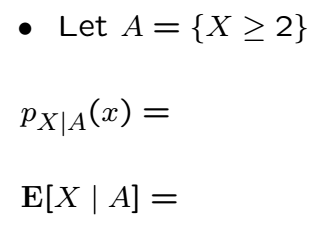 • Let A = {X ≥ 2}
p_{X|A}(x) =
E[X | A] =